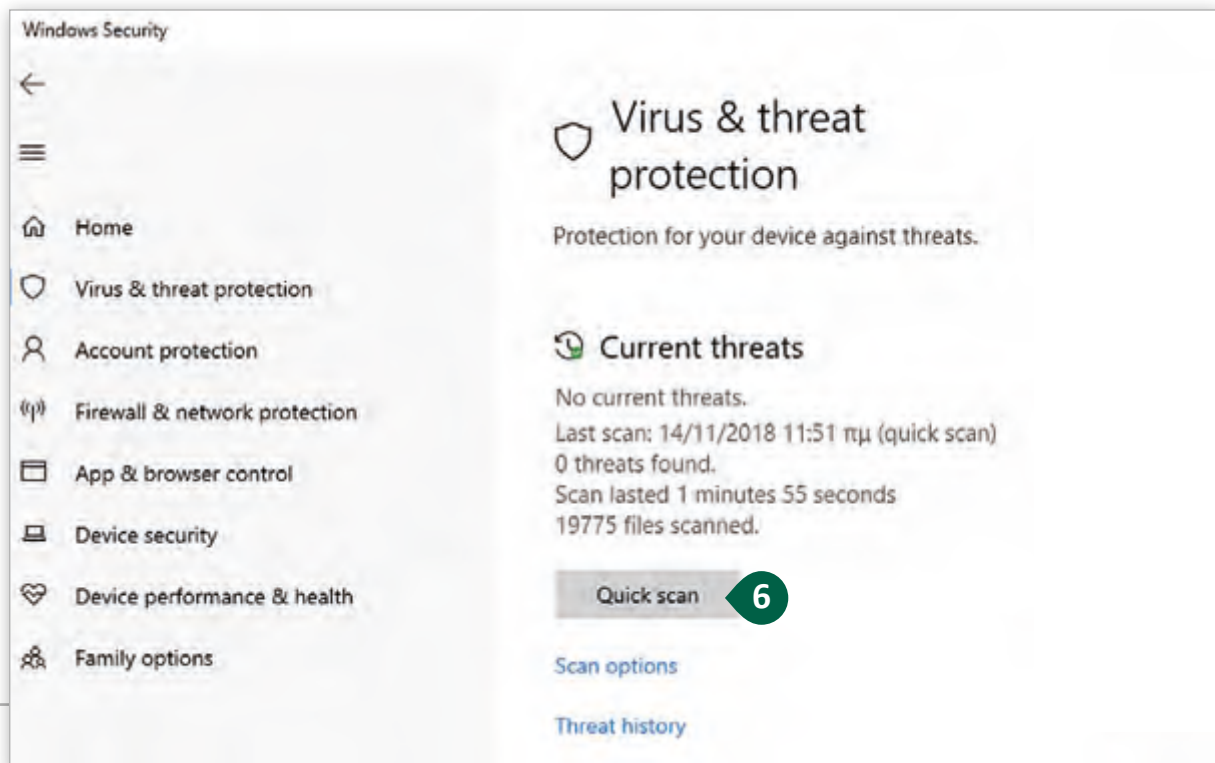 Windows Security
Home
Virus & threat protection
Account protection
Firewall & network protection
App & browser control
Device security
Device performance & health
Family options
Virus & threat
protection
Protection for your device against threats.
Current threats
No current threats.
Last scan: 14/11/2018 11:51 πμ (quick scan)
0 threats found.
Scan lasted 1 minutes 55 seconds
19775 files scanned.
Quick scan 6
Scan options
Threat history